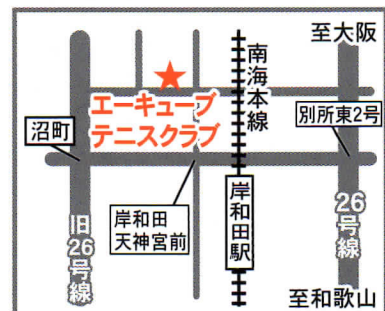 至大阪
南海本線
エーキューブ
テニスクラブ
沼町
別所東2号
岸和田
天神宮前
岸和田駅
旧26号線
26号線
至和歌山